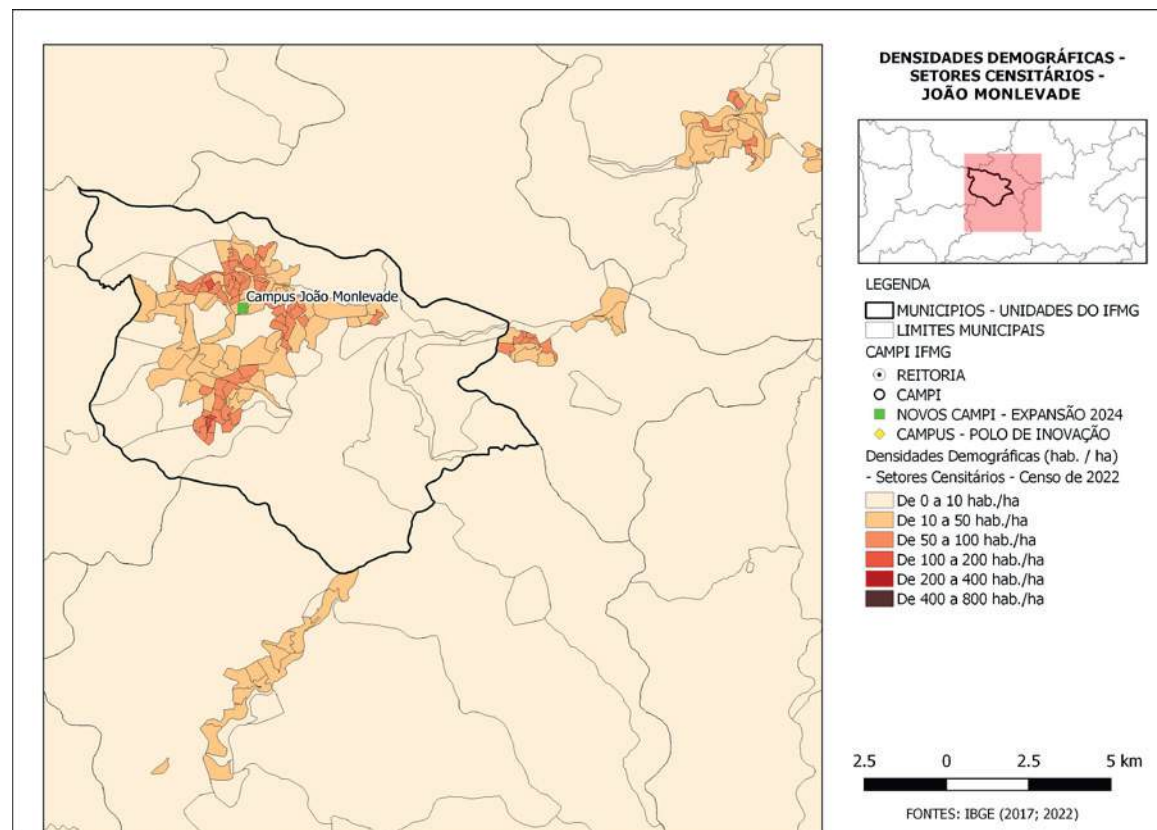 DENSIDADES DEMOGRÁFICAS -
SETORES CENSITÁRIOS -
JOÃO MONLEVADE
Campus João Monlevade
LEGENDA
MUNICIPIOS - UNIDADES DO IFMG
LIMITES MUNICIPAIS
CAMPI IFMG
REITORIA
CAMPI
NOVOS CAMPI - EXPANSÃO 2024
CAMPUS - POLO DE INOVAÇÃO
Densidades Demográficas (hab. / ha)
- Setores Censitários - Censo de 2022
De 0 a 10 hab./ha
De 10 a 50 hab./ha
De 50 a 100 hab./ha
De 100 a 200 hab./ha
De 200 a 400 hab./ha
De 400 a 800 hab./ha
2.5 0 2.5 5 km
FONTES: IBGE (2017; 2022)